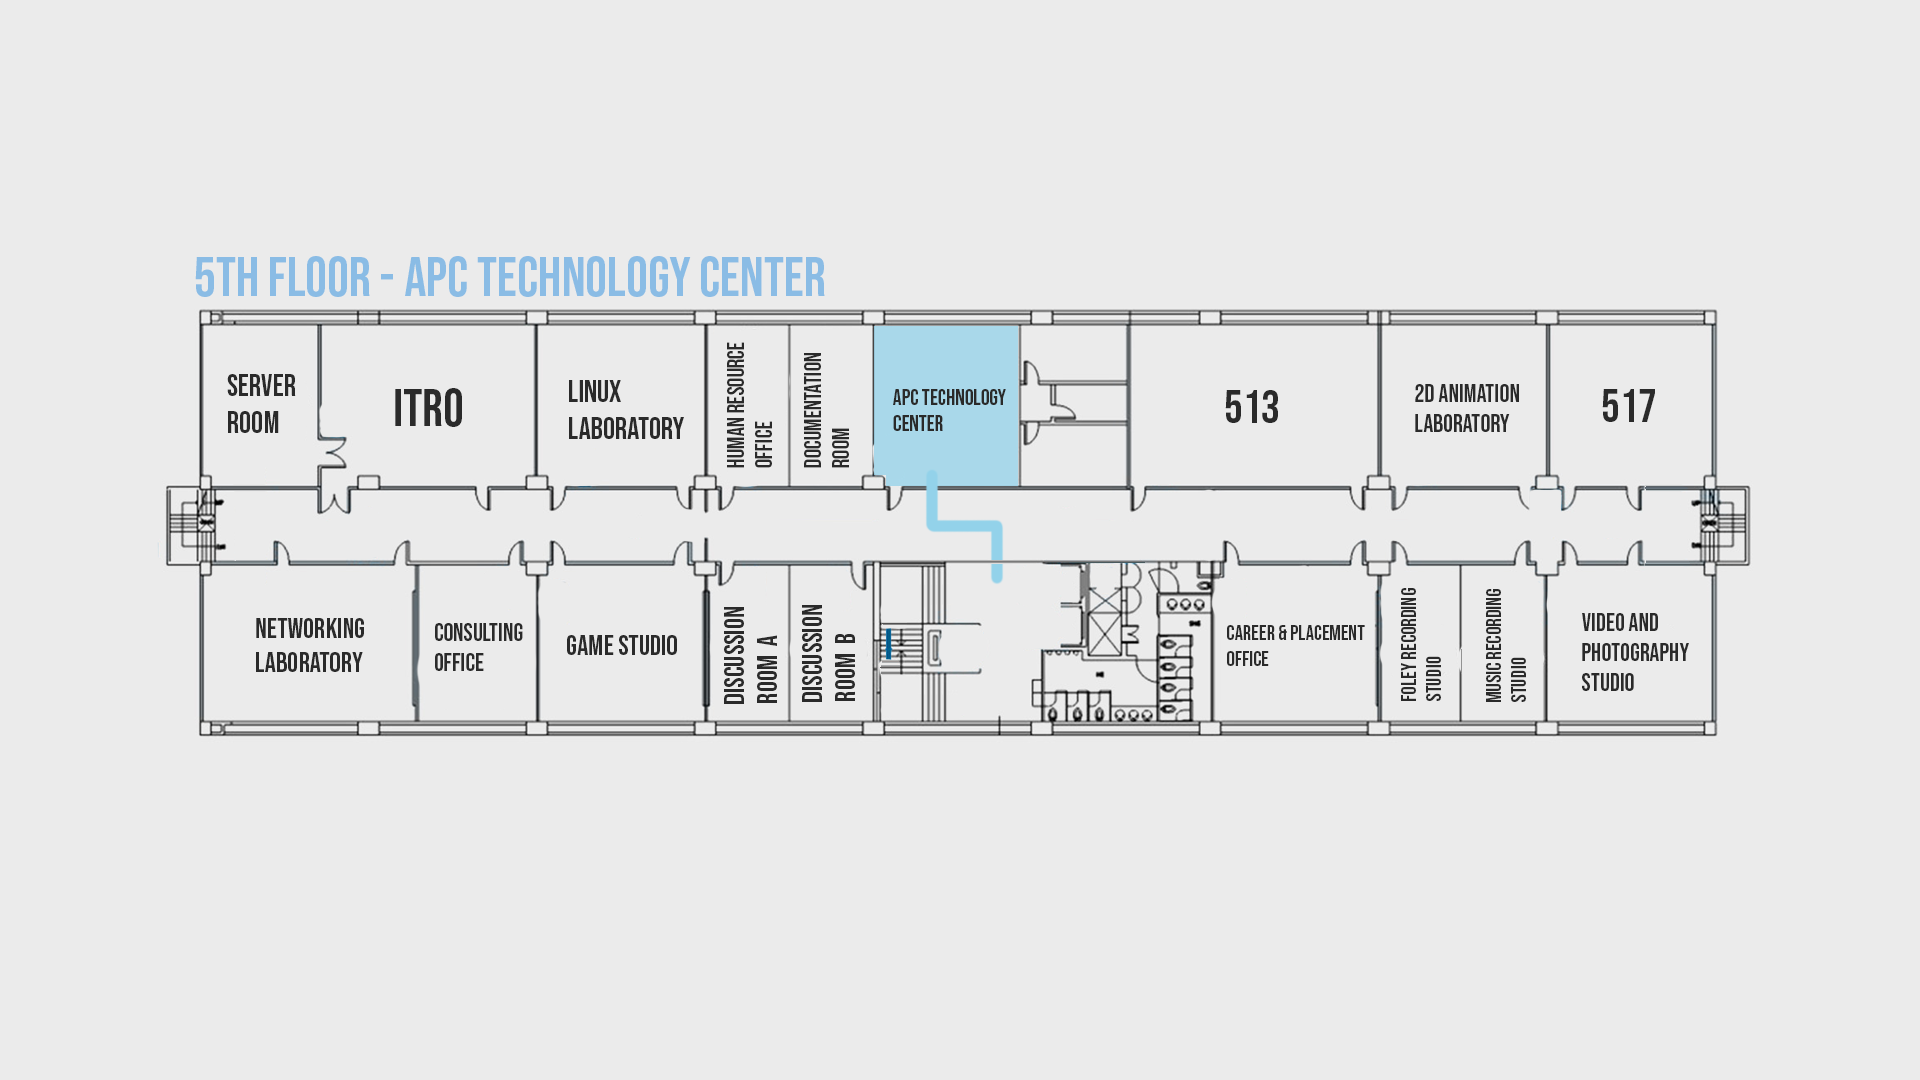 5TH FLOOR - APC TECHNOLOGY CENTER
SERVER
ROOM
ITRO
LINUX
LABORATORY
HUMAN RESOURCE
OFFICE
DOCUMENTATION
ROOM
APC TECHNOLOGY
CENTER
513
2D ANIMATION
LABORATORY
517
NETWORKING
LABORATORY
CONSULTING
OFFICE
GAME STUDIO
DISCUSSION
ROOM A
DISCUSSION
ROOM B
CAREER & PLACEMENT
OFFICE
FOLEY RECORDING
STUDIO
MUSIC RECORDING
STUDIO
VIDEO AND
PHOTOGRAPHY
STUDIO